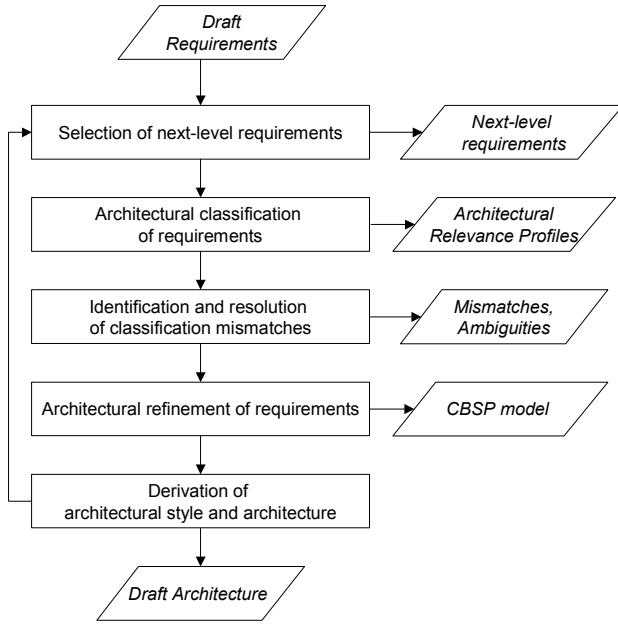 Draft
Requirements
Selection of next-level requirements
Next-level
requirements
Architectural classification
of requirements
Architectural
Relevance Profiles
Identification and resolution
of classification mismatches
Mismatches,
Ambiguities
Architectural refinement of requirements
CBSP model
Derivation of
architectural style and architecture
Draft Architecture